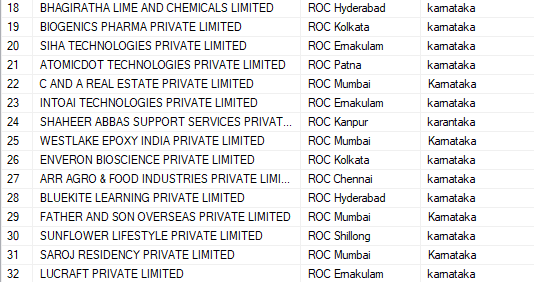 18 BHAGIRATHA LIME AND CHEMICALS LIMITED ROC Hyderabad karnataka
19 BIOGENICS PHARMA PRIVATE LIMITED ROC Kolkata karnataka
20 SIHA TECHNOLOGIES PRIVATE LIMITED ROC Ernakulam karnataka
21 ATOMICDOT TECHNOLOGIES PRIVATE LIMITED ROC Patna karnataka
22 C AND A REAL ESTATE PRIVATE LIMITED ROC Mumbai Karnataka
23 INTOAI TECHNOLOGIES PRIVATE LIMITED ROC Ernakulam karnataka
24 SHAHEER ABBAS SUPPORT SERVICES PRIVAT... ROC Kanpur karantaka
25 WESTLAKE EPOXY INDIA PRIVATE LIMITED ROC Mumbai Karnataka
26 ENVERON BIOSCIENCE PRIVATE LIMITED ROC Kolkata karnataka
27 ARR AGRO & FOOD INDUSTRIES PRIVATE LIMI... ROC Chennai karnataka
28 BLUEKITE LEARNING PRIVATE LIMITED ROC Hyderabad karnataka
29 FATHER AND SON OVERSEAS PRIVATE LIMITED ROC Mumbai Karnataka
30 SUNFLOWER LIFESTYLE PRIVATE LIMITED ROC Shillong karnataka
31 SAROJ RESIDENCY PRIVATE LIMITED ROC Mumbai Karnataka
32 LUCRAFT PRIVATE LIMITED ROC Ernakulam karnataka